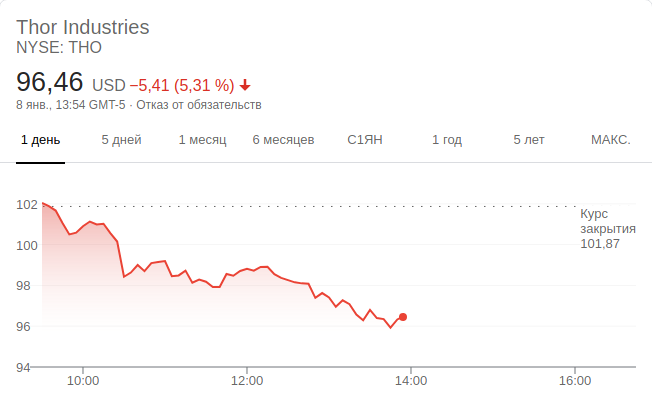 Thor Industries
NYSE: THO
96,46 USD −5,41 (5,31 %)
8 янв., 13:54 GMT-5 · Отказ от обязательств
1 день 5 дней 1 месяц 6 месяцев С1ЯН 1 год 5 лет МАКС.
102
Курс
закрытия
101,87
100
98
96
94
10:00 12:00 14:00 16:00